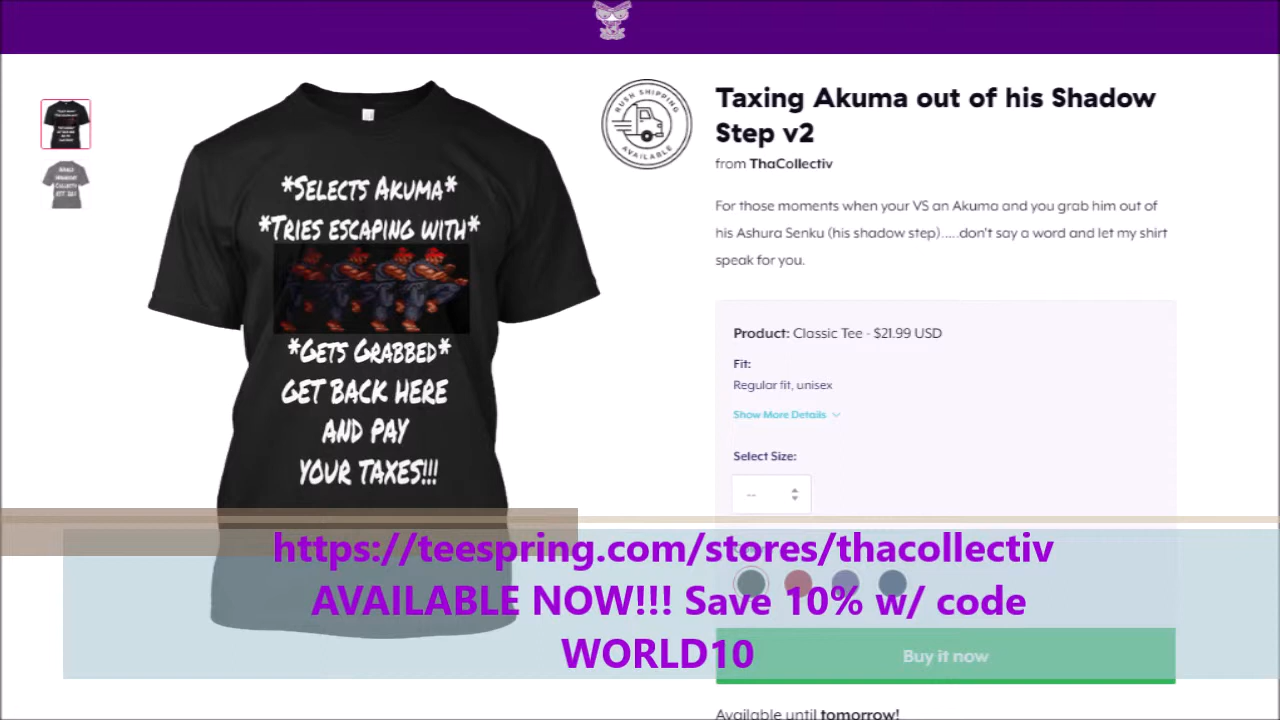 RUSH SHIPPING
AVAILABLE
Taxing Akuma out of his Shadow
Step v2
from ThaCollectiv
For those moments when your VS an Akuma and you grab him out of
his Ashura Senku (his shadow step).....don't say a word and let my shirt
speak for you.
*SELECTS AKUMA*
*TRIES ESCAPING WITH*
*GETS GRABBED*
GET BACK HERE
AND PAY
YOUR TAXES!!!
Product: Classic Tee - $21.99 USD
Fit:
Regular fit, unisex
Show More Details
Select Size:
--
https://teespring.com/stores/thacollectiv
AVAILABLE NOW!!! Save 10% w/ code
WORLD10
Buy it now
Available until tomorrow!